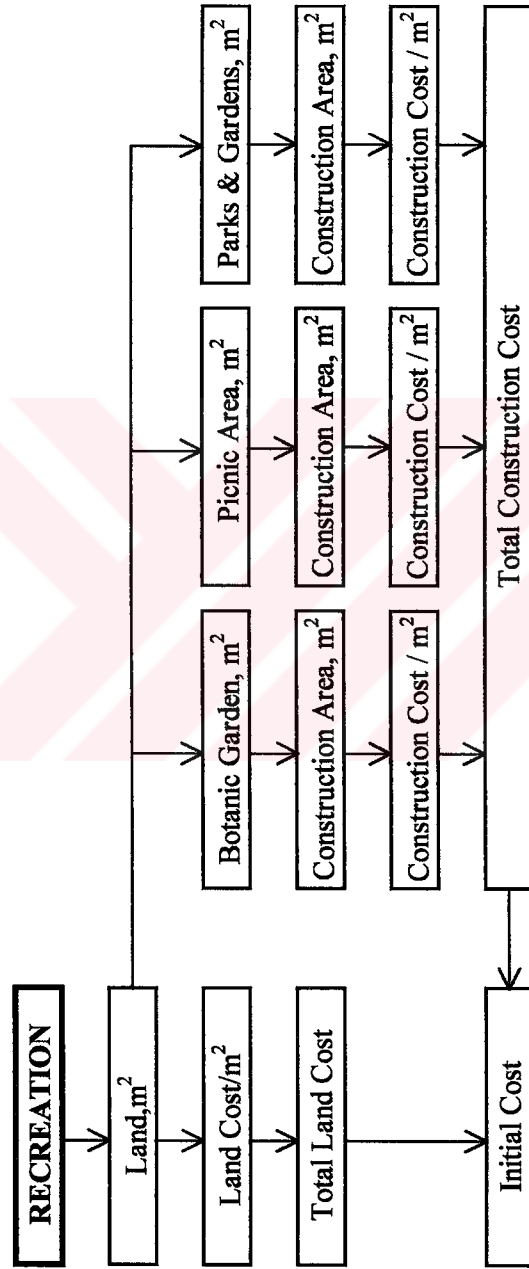 RECREATION
Land,m²
Land Cost/m²
Total Land Cost
Initial Cost
Botanic Garden, m²
Construction Area, m²
Construction Cost / m²
Picnic Area, m²
Construction Area, m²
Construction Cost / m²
Parks & Gardens, m²
Construction Area, m²
Construction Cost / m²
Total Construction Cost